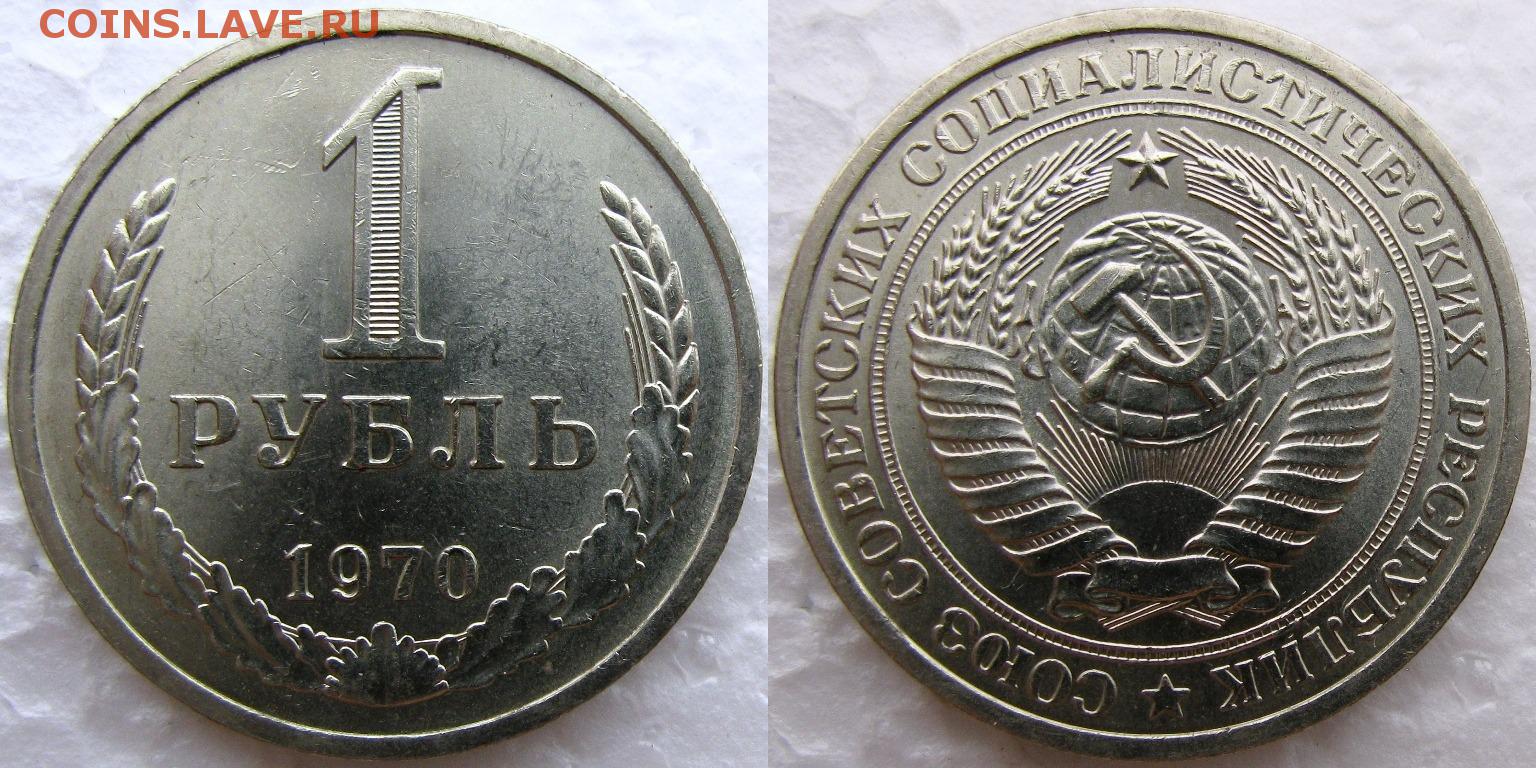 COINS.LAVE.RU
1
РУБЛЬ
1970
СОЮЗ СОВЕТСКИХ СОЦИАЛИСТИЧЕСКИХ РЕСПУБЛИК